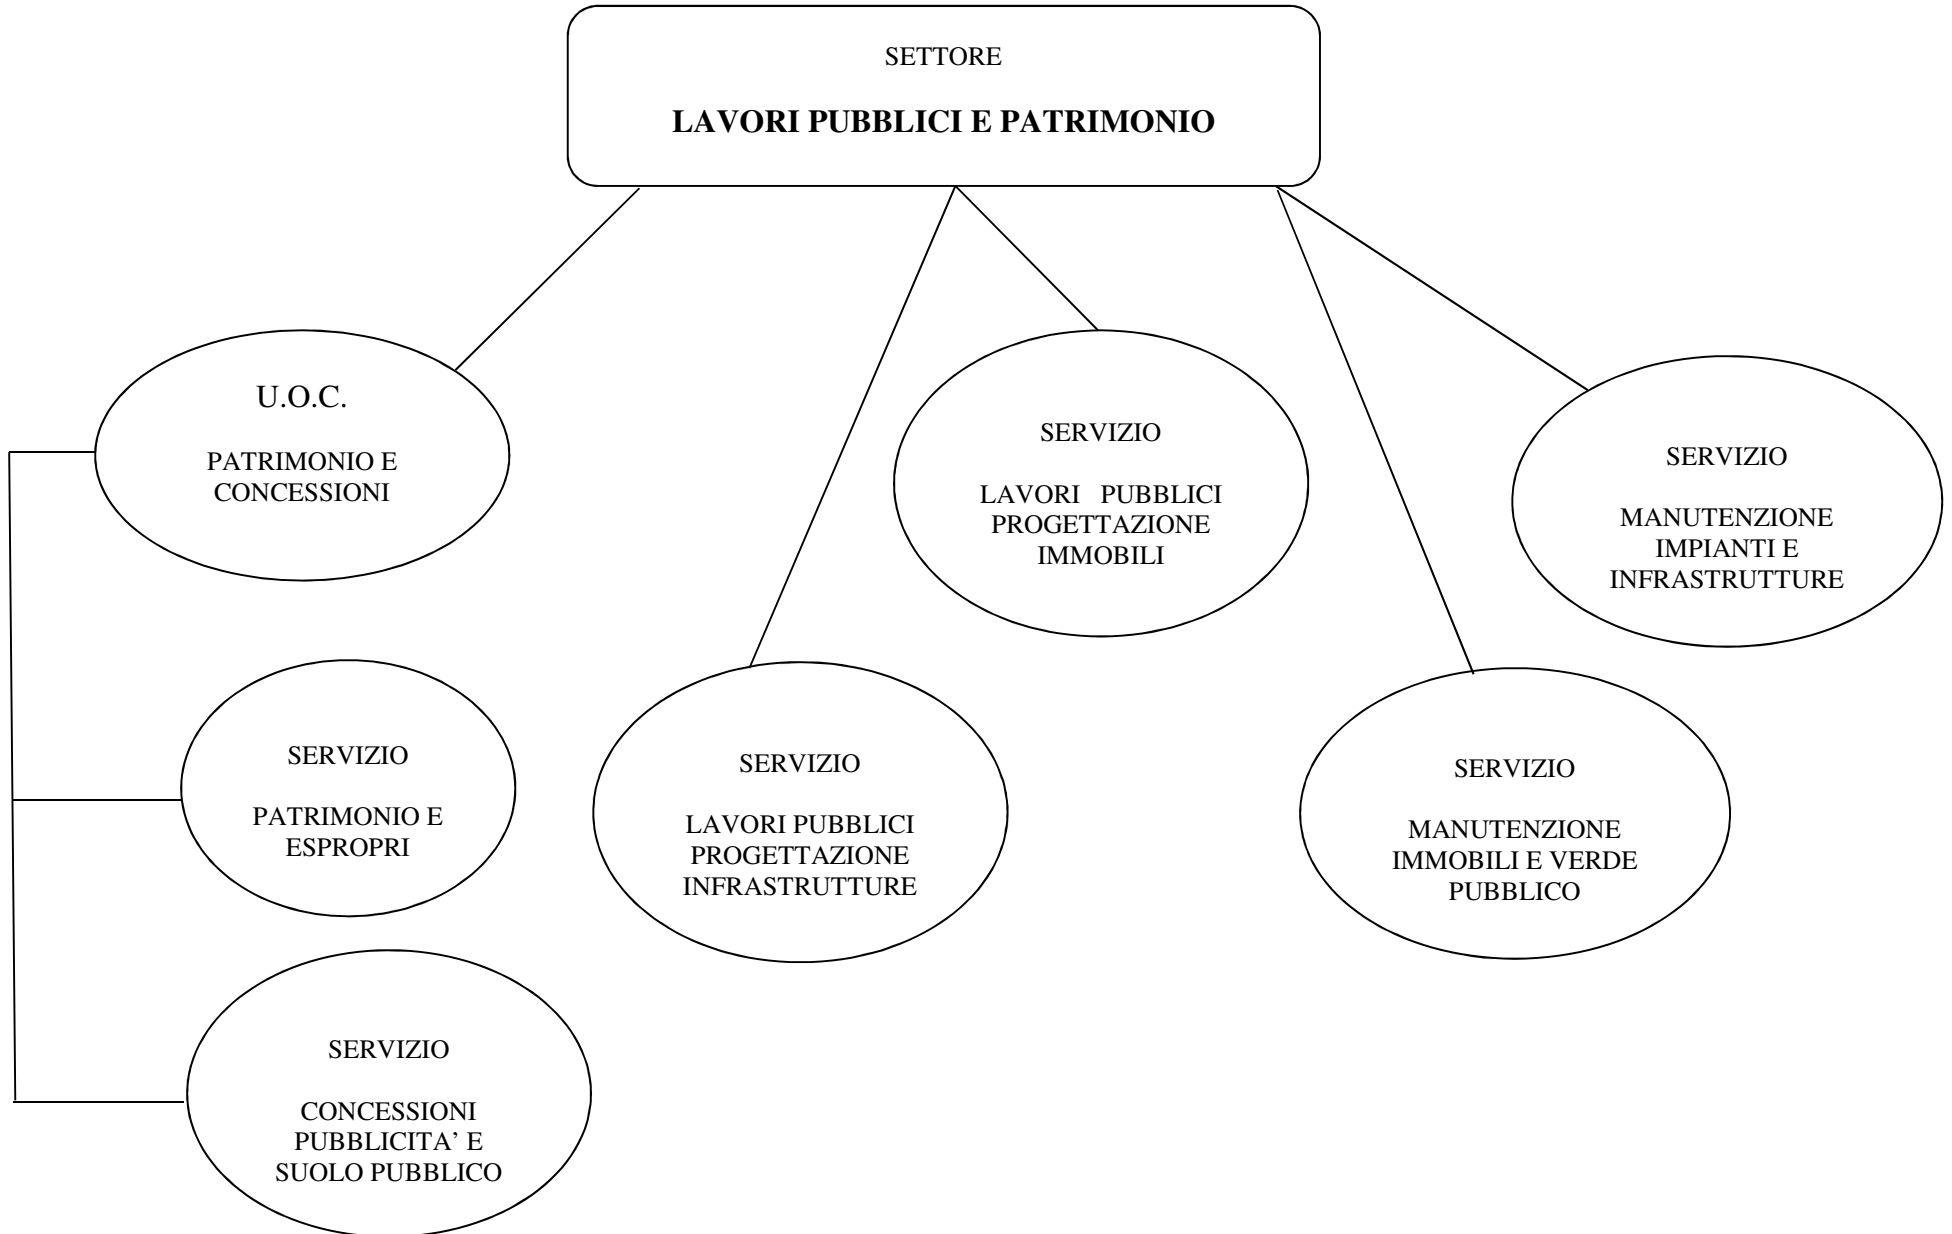 SETTORE
LAVORI PUBBLICI E PATRIMONIO
U.O.C.
PATRIMONIO E
CONCESSIONI
SERVIZIO
LAVORI PUBBLICI
PROGETTAZIONE
IMMOBILI
SERVIZIO
MANUTENZIONE
IMPIANTI E
INFRASTRUTTURE
SERVIZIO
PATRIMONIO E
ESPROPRI
SERVIZIO
LAVORI PUBBLICI
PROGETTAZIONE
INFRASTRUTTURE
SERVIZIO
MANUTENZIONE
IMMOBILI E VERDE
PUBBLICO
SERVIZIO
CONCESSIONI
PUBBLICITA’ E
SUOLO PUBBLICO